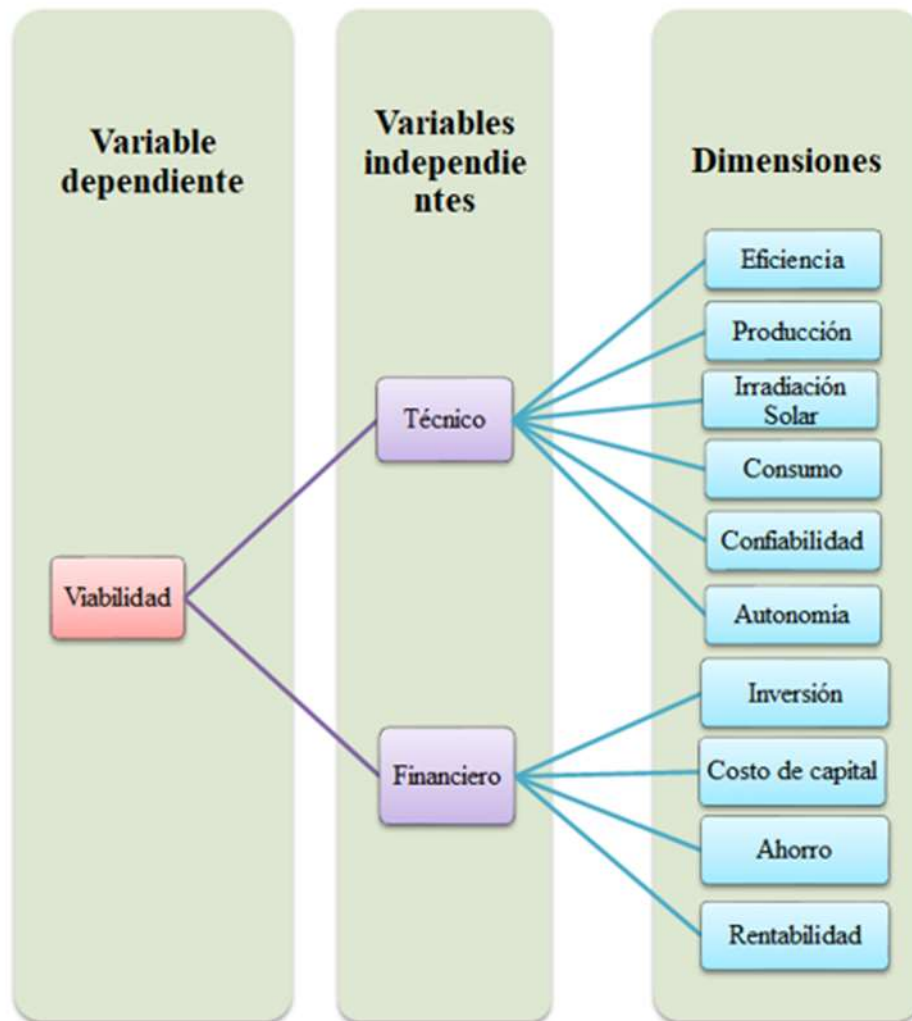 Variable
dependiente
Variables
independie
ntes
Dimensiones
Viabilidad
Técnico
Financiero
Eficiencia
Producción
Irradiación
Solar
Consumo
Confiabilidad
Autonomía
Inversión
Costo de capital
Ahorro
Rentabilidad